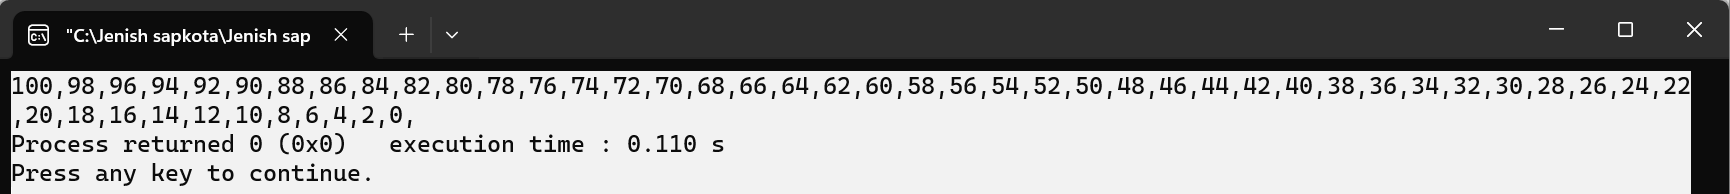 "C:\Jenish sapkota\Jenish sap
100,98,96,94,92,90,88,86,84,82,80,78,76,74,72,70,68,66,64,62,60,58,56,54,52,50,48,46,44,42,40,38,36,34,32,30,28,26,24,22
,20,18,16,14,12,10,8,6,4,2,0,
Process returned 0 (0x0)   execution time : 0.110 s
Press any key to continue.